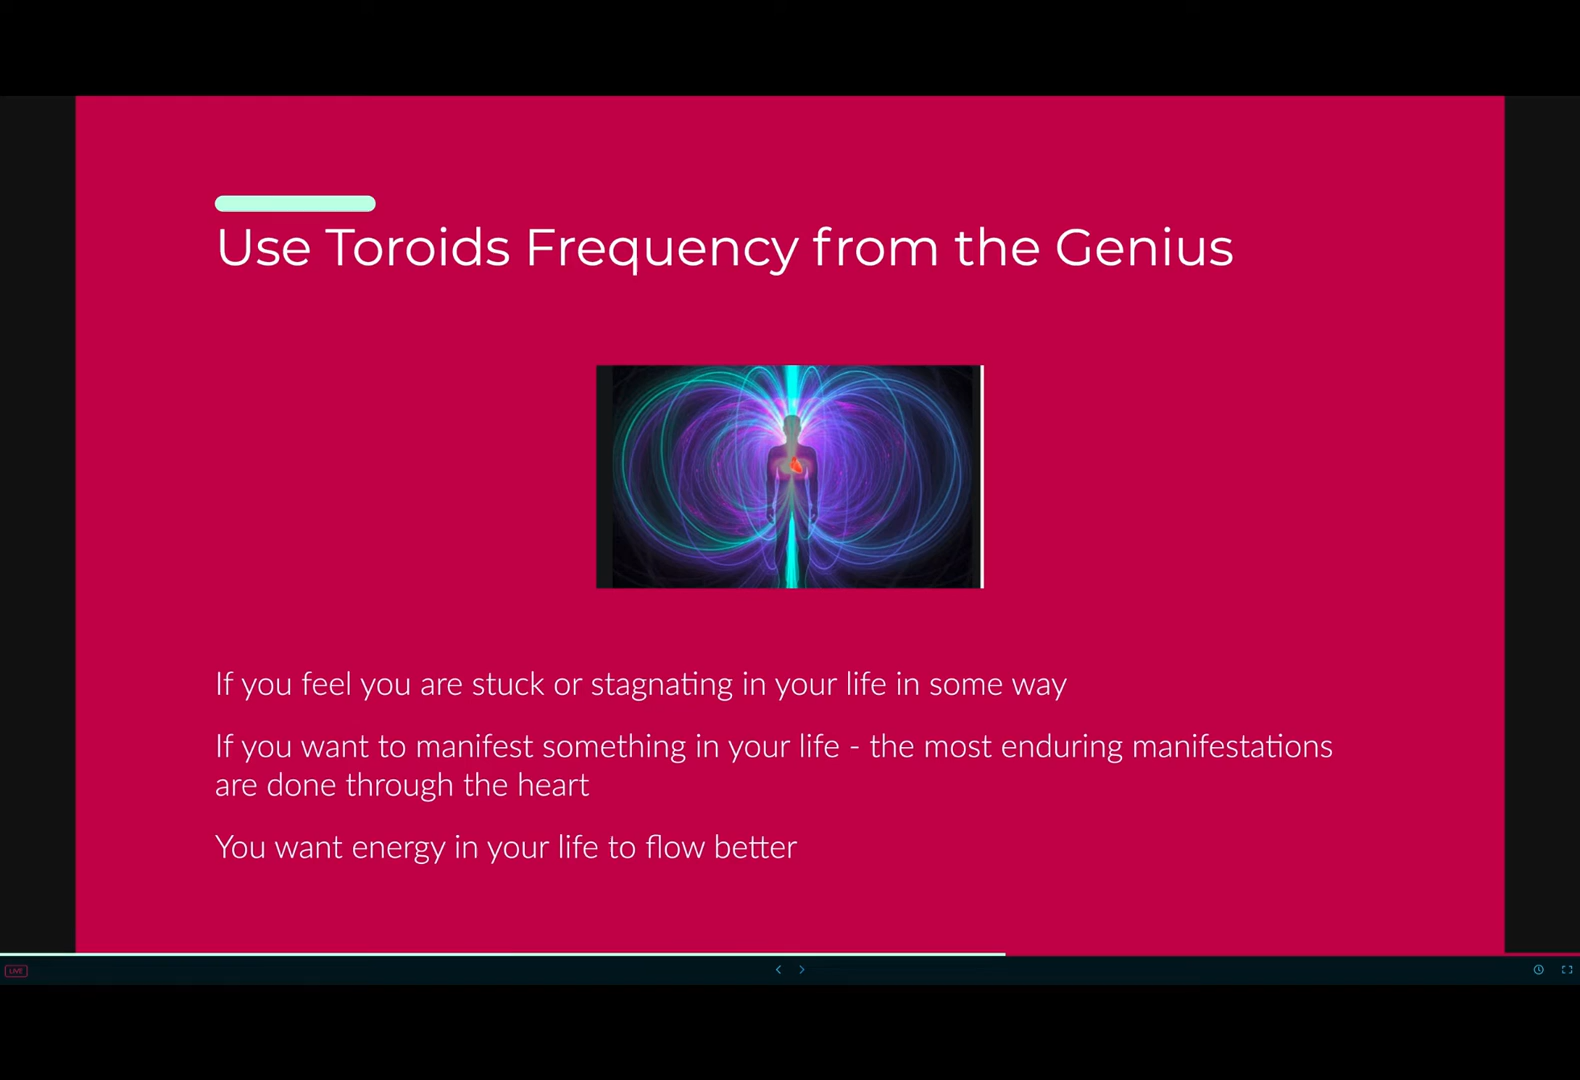 Use Toroids Frequency from the Genius
If you feel you are stuck or stagnating in your life in some way
If you want to manifest something in your life - the most enduring manifestations
are done through the heart
You want energy in your life to flow better
LIVE